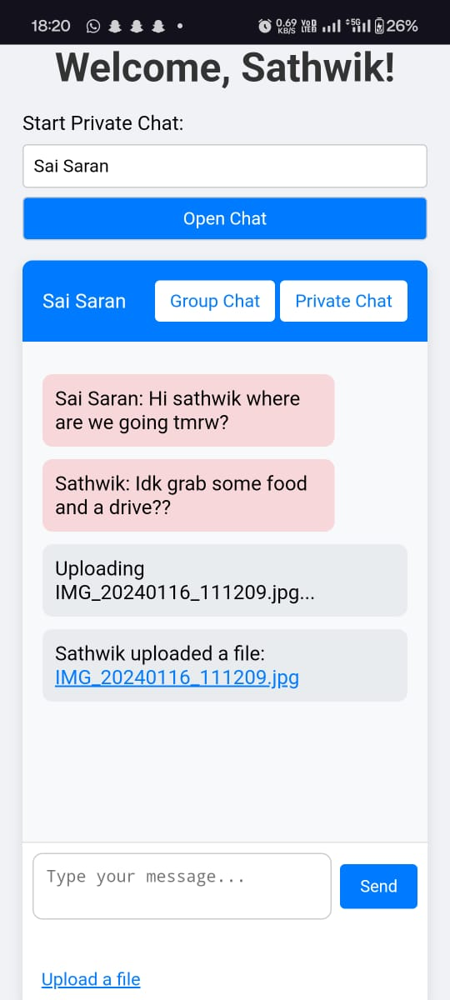 18:20 0.69 KB/S VoD LTEB 5G 26%
Welcome, Sathwik!
Start Private Chat:
Sai Saran
Open Chat
Sai Saran Group Chat Private Chat
Sai Saran: Hi sathwik where
are we going tmrw?
Sathwik: Idk grab some food
and a drive??
Uploading
IMG_20240116_111209.jpg...
Sathwik uploaded a file:
IMG_20240116_111209.jpg
Type your message...
Send
Upload a file